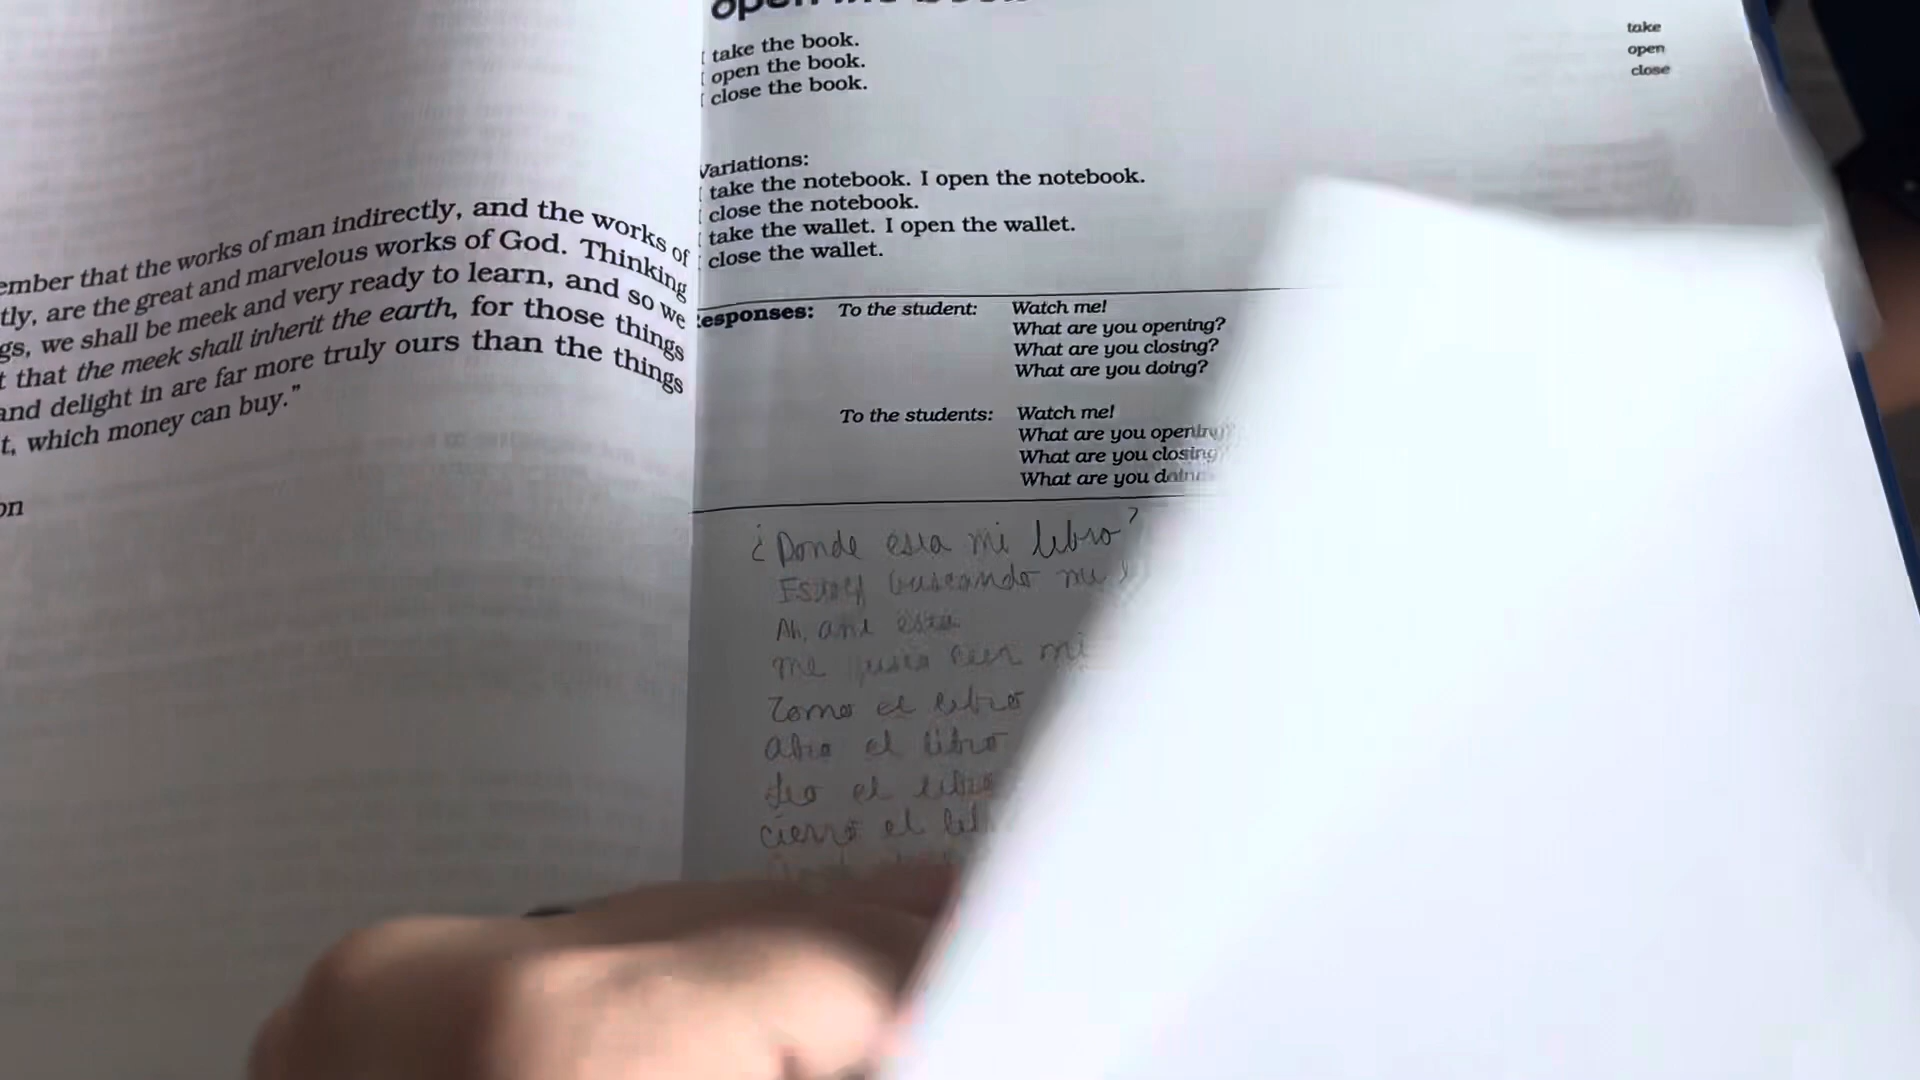 ember that the works of man indirectly, and the works of
tly, are the great and marvelous works of God. Thinking
gs, we shall be meek and very ready to learn, and so we
t that the meek shall inherit the earth, for those things
and delight in are far more truly ours than the things
t, which money can buy."
on
open the book
I take the book.
I open the book.
I close the book.
take
open
close
Variations:
I take the notebook. I open the notebook.
I close the notebook.
I take the wallet. I open the wallet.
I close the wallet.
esponses: To the student: Watch me!
What are you opening?
What are you closing?
What are you doing?
To the students: Watch me!
What are you opening?
What are you closing
What are you doing
¿Donde esta mi libro?
Estoy buscando mi
Ah, esta
me mi
Tomo el libro
abro el libro
leo el libro
cierro el